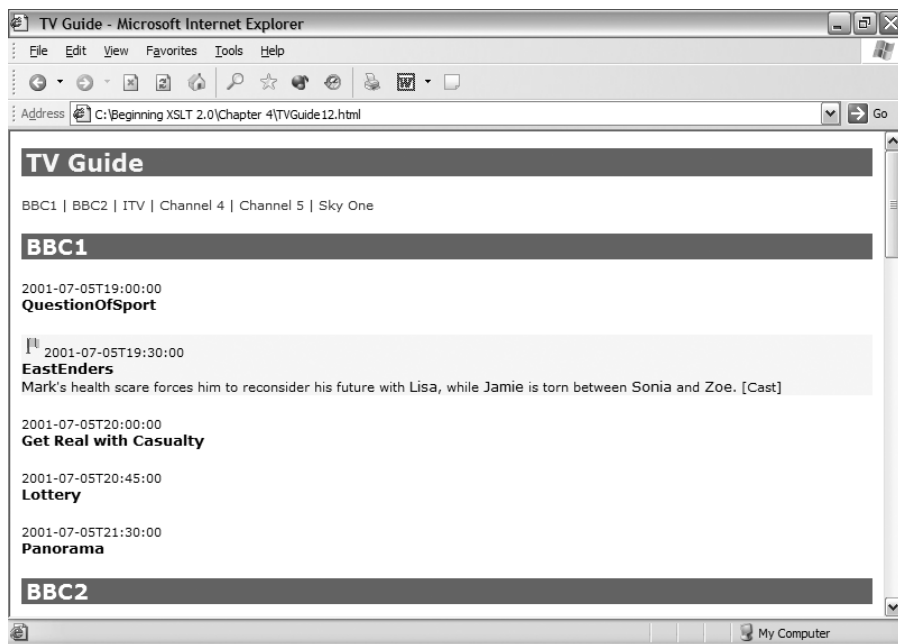 TV Guide - Microsoft Internet Explorer
File Edit View Favorites Tools Help
Address C:\Beginning XSLT 2.0\Chapter 4\TVGuide12.html Go
TV Guide
BBC1 | BBC2 | ITV | Channel 4 | Channel 5 | Sky One
BBC1
2001-07-05T19:00:00
QuestionOfSport
2001-07-05T19:30:00
EastEnders
Mark's health scare forces him to reconsider his future with Lisa, while Jamie is torn between Sonia and Zoe. [Cast]
2001-07-05T20:00:00
Get Real with Casualty
2001-07-05T20:45:00
Lottery
2001-07-05T21:30:00
Panorama
BBC2
My Computer